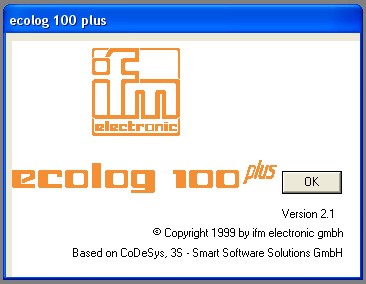 ecolog 100 plus
ifm
electronic
ecolog 100 plus
OK
Version 2.1
© Copyright 1999 by ifm electronic gmbh
Based on CoDeSys, 3S - Smart Software Solutions GmbH